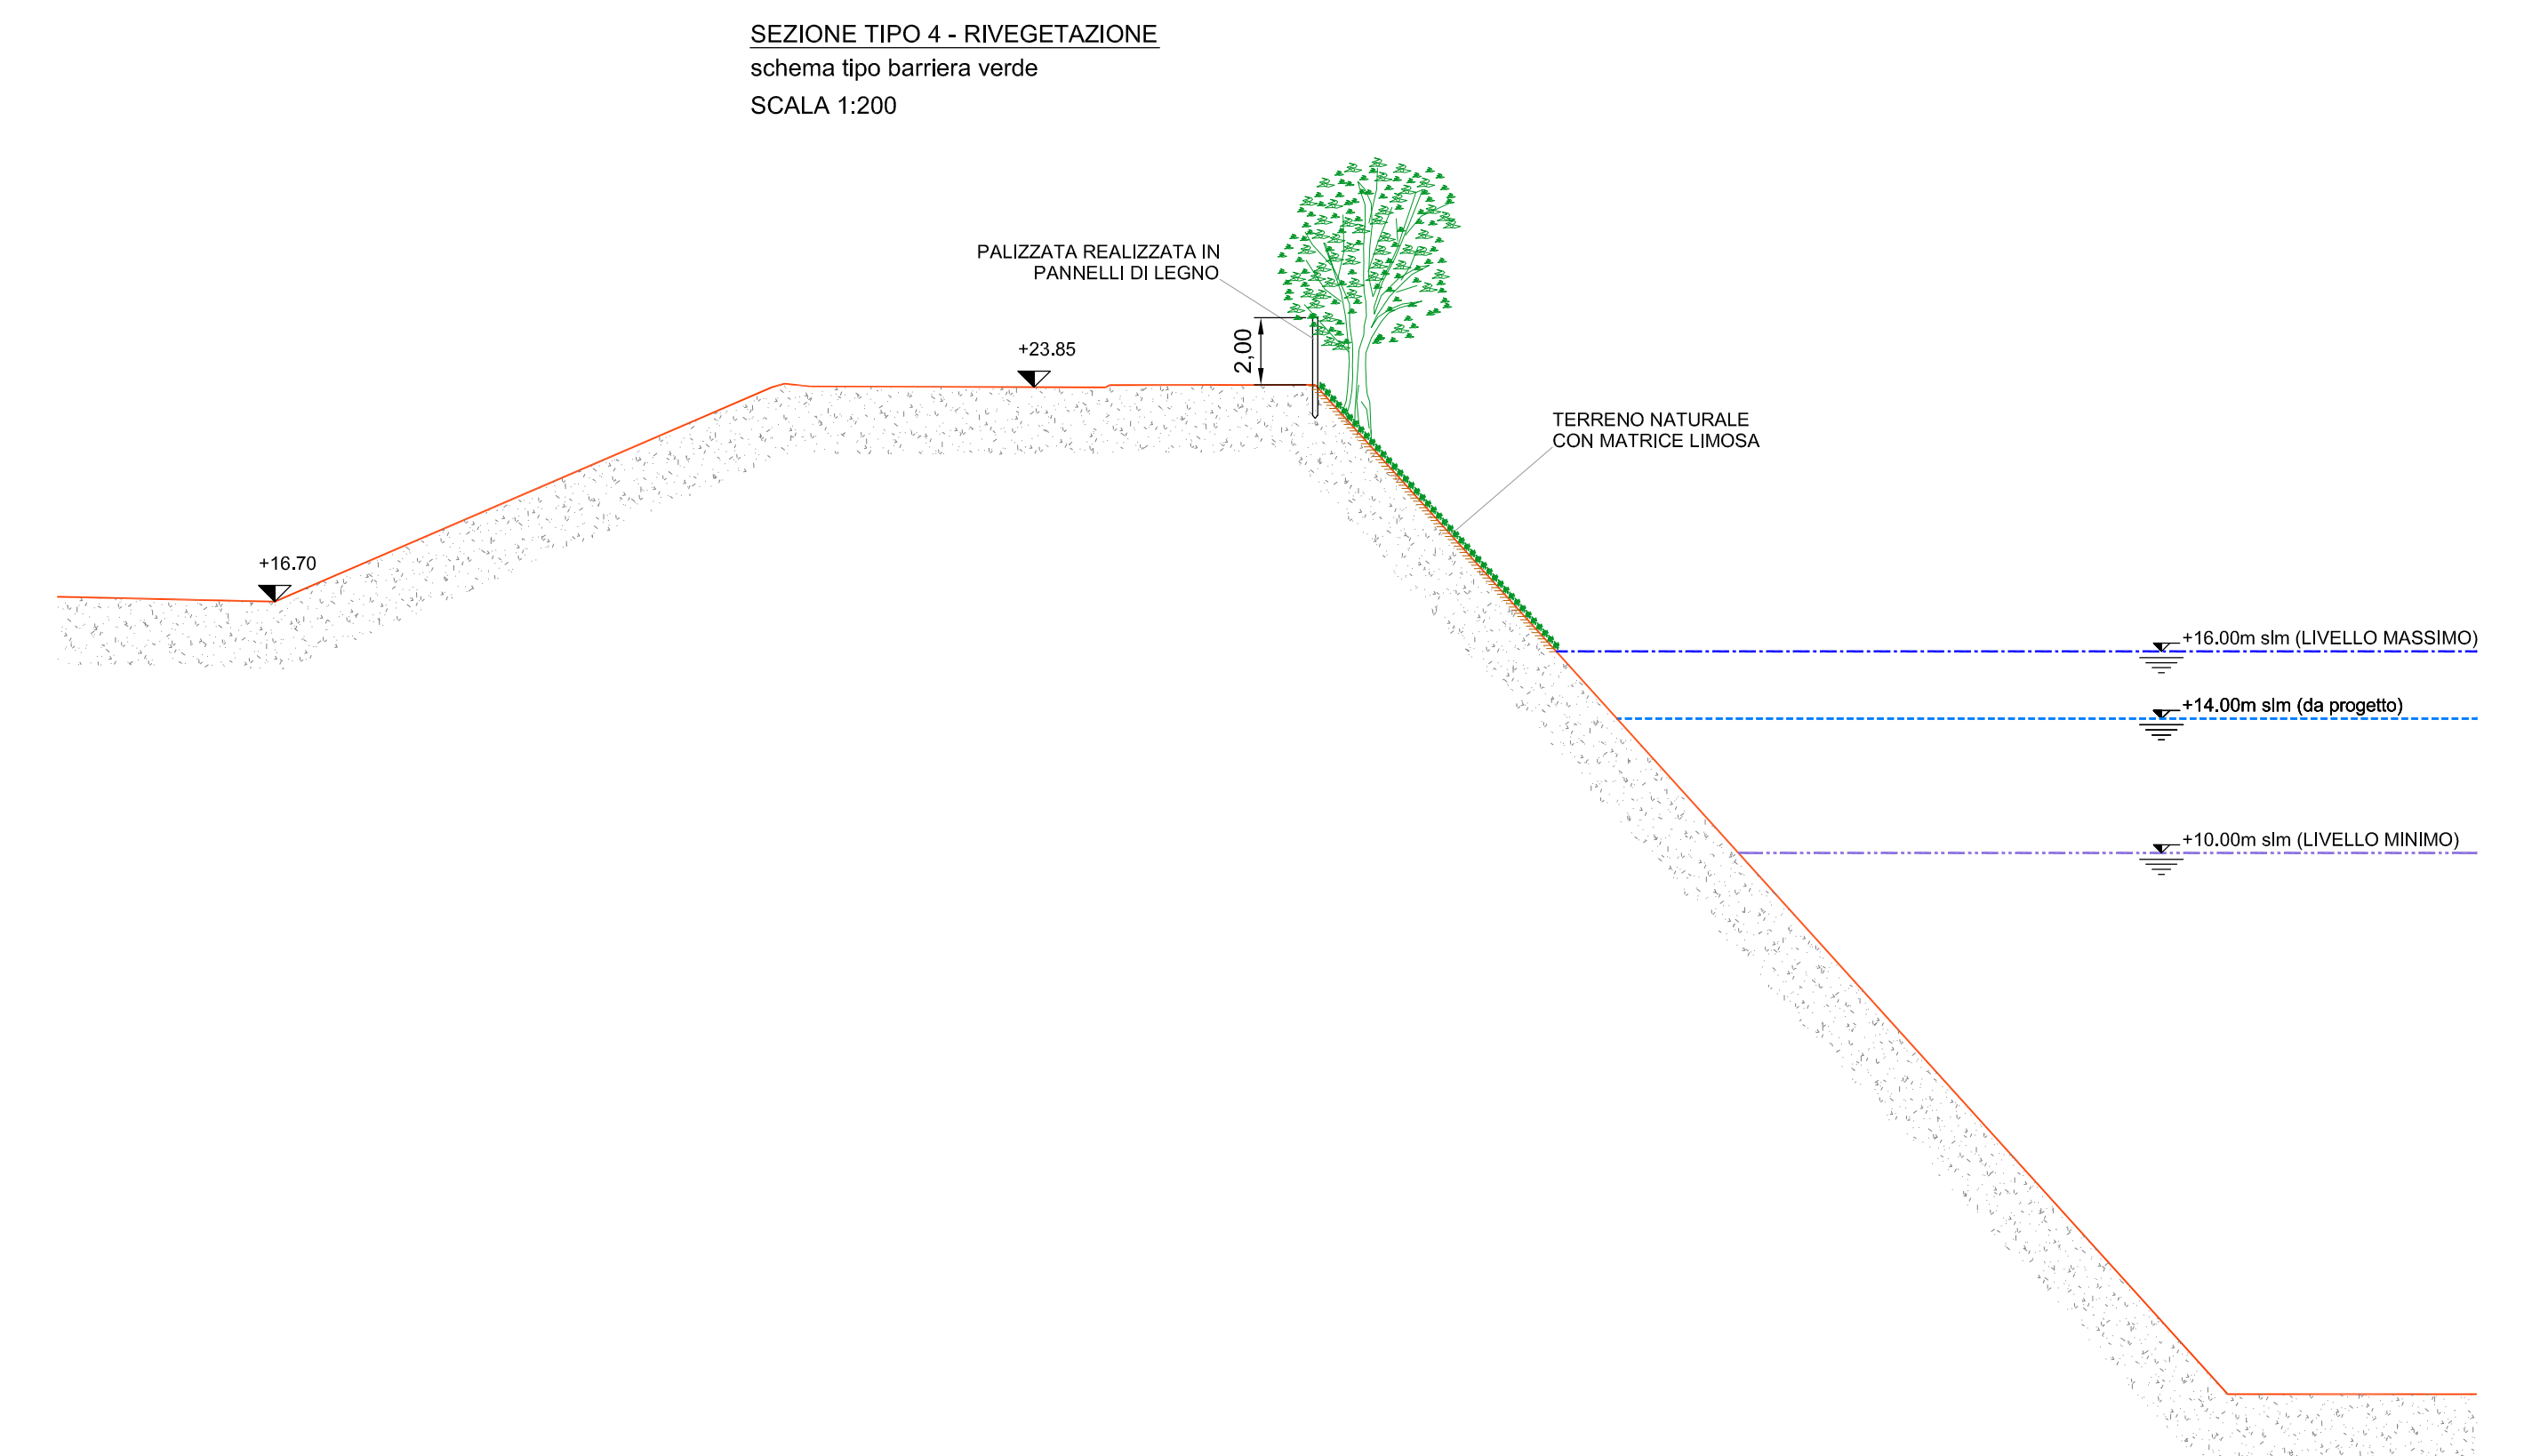 SEZIONE TIPO 4 - RIVEGETAZIONE
schema tipo barriera verde
SCALA 1:200
PALIZZATA REALIZZATA IN
PANNELLI DI LEGNO
2,00
+23.85
TERRENO NATURALE
CON MATRICE LIMOSA
+16.70
+16.00m slm (LIVELLO MASSIMO)
+14.00m slm (da progetto)
+10.00m slm (LIVELLO MINIMO)